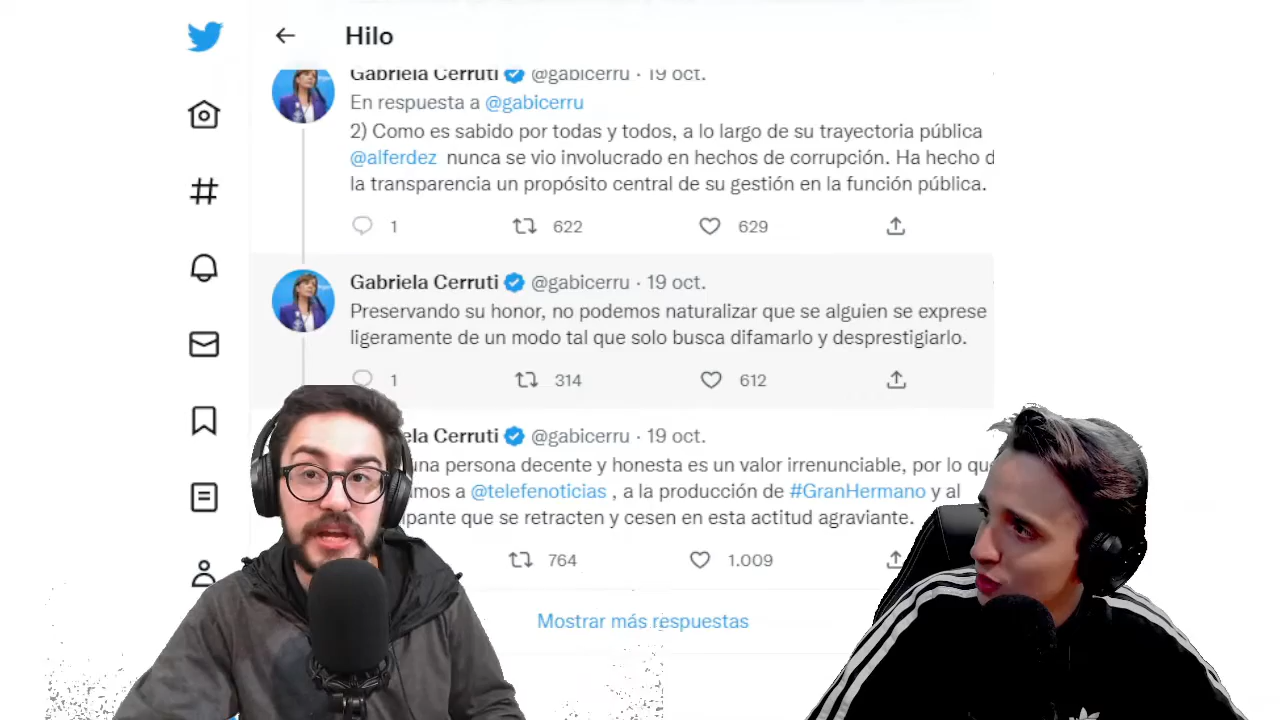 Hilo
Gabriela Cerruti @gabicerru · 19 oct.
En respuesta a @gabicerru
2) Como es sabido por todas y todos, a lo largo de su trayectoria pública
@alferdez nunca se vio involucrado en hechos de corrupción. Ha hecho d
la transparencia un propósito central de su gestión en la función pública.
1 622 629
Gabriela Cerruti @gabicerru · 19 oct.
Preservando su honor, no podemos naturalizar que se alguien se exprese
ligeramente de un modo tal que solo busca difamarlo y desprestigiarlo.
1 314 612
ela Cerruti @gabicerru · 19 oct.
una persona decente y honesta es un valor irrenunciable, por lo qu
amos a @telefenoticias , a la producción de #GranHermano y al
ipante que se retracten y cesen en esta actitud agraviante.
764 1.009
Mostrar más respuestas